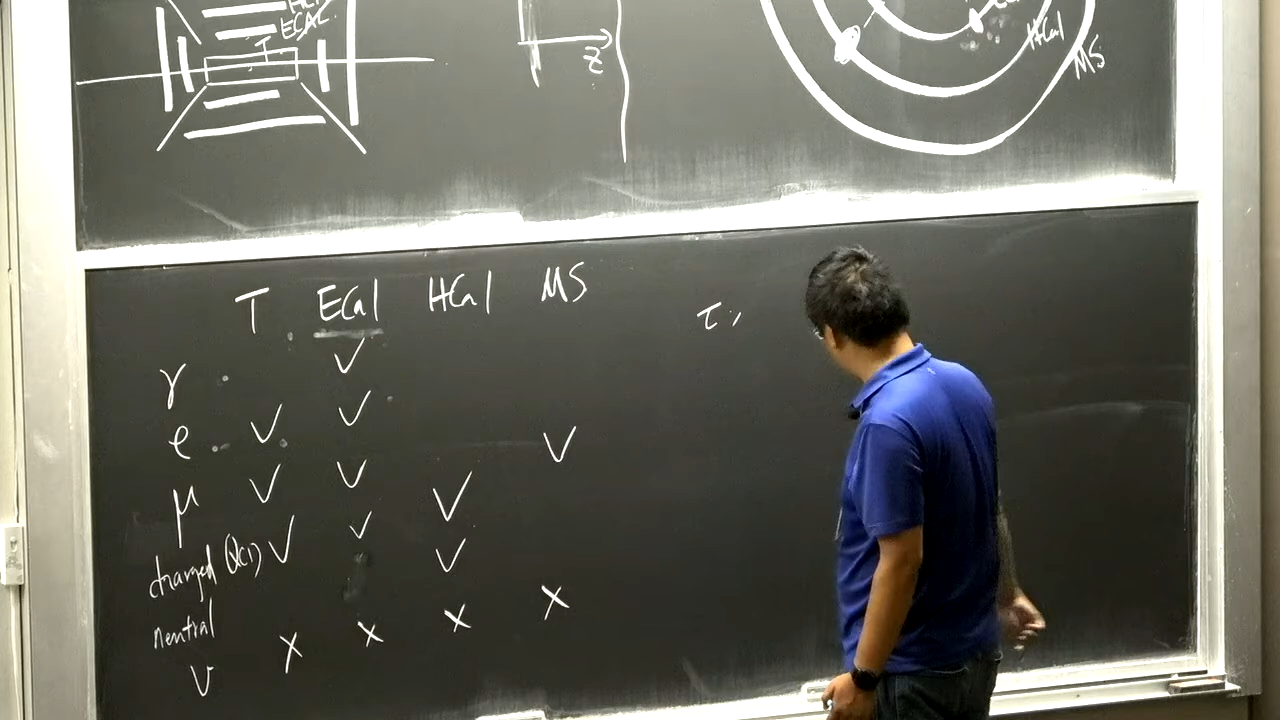 ECAL
T
Z
HCal
MS
T ECal HCal MS
γ ✓
e ✓ ✓
μ ✓ ✓ ✓ ✓
charged (QCD) ✓ ✓ ✓
neutral ✓
ν × × × ×
τ,